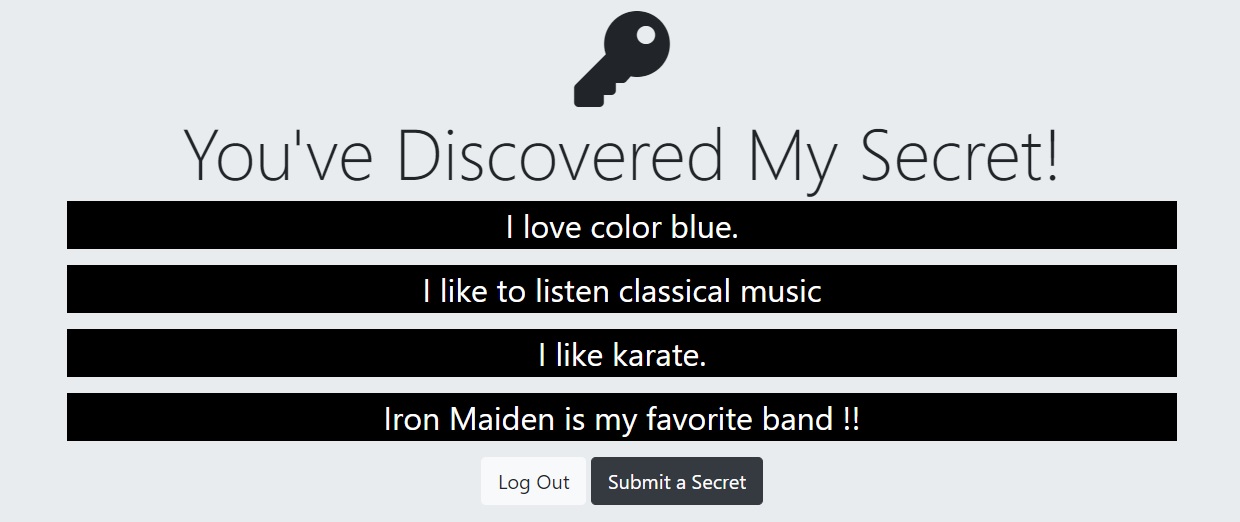 You've Discovered My Secret!
I love color blue.
I like to listen classical music
I like karate.
Iron Maiden is my favorite band !!
Log Out
Submit a Secret